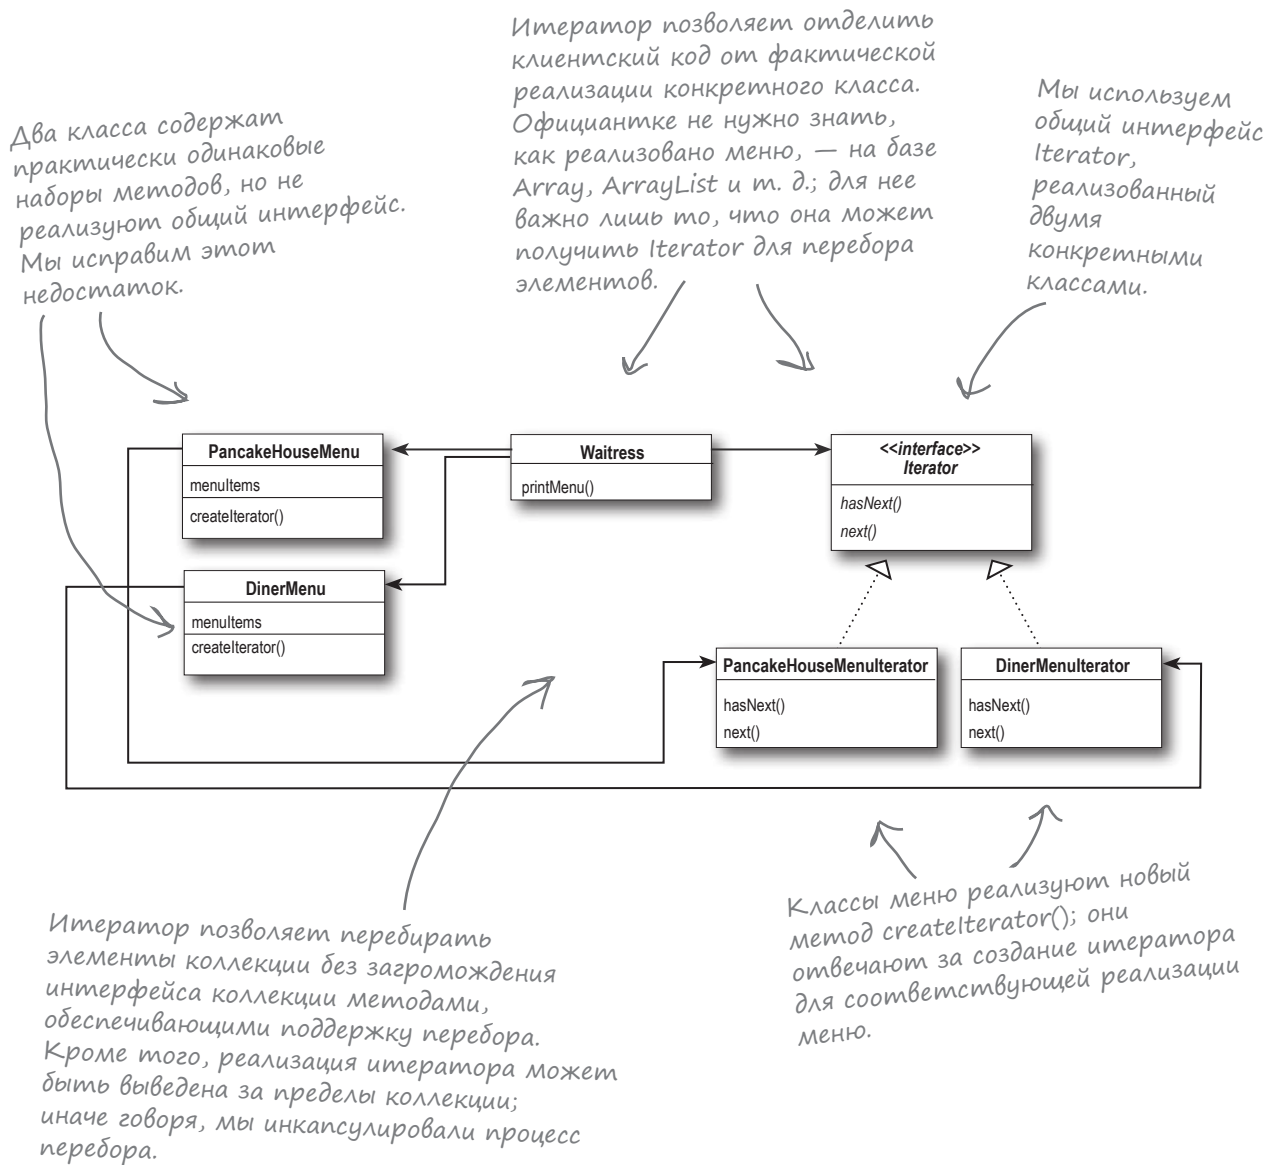 Итератор позволяет отделить
клиентский код от фактической
реализации конкретного класса.
Официантке не нужно знать,
как реализовано меню, — на базе
Array, ArrayList и т. д.; для нее
важно лишь то, что она может
получить Iterator для перебора
элементов.
Мы используем
общий интерфейс
Iterator,
реализованный
двумя
конкретными
классами.
Два класса содержат
практически одинаковые
наборы методов, но не
реализуют общий интерфейс.
Мы исправим этот
недостаток.
PancakeHouseMenu
menuItems
createIterator()
Waitress
printMenu()
<<interface>>
Iterator
hasNext()
next()
DinerMenu
menuItems
createIterator()
PancakeHouseMenuIterator
hasNext()
next()
DinerMenuIterator
hasNext()
next()
Классы меню реализуют новый
метод createIterator(); они
отвечают за создание итератора
для соответствующей реализации
меню.
Итератор позволяет перебирать
элементы коллекции без загромождения
интерфейса коллекции методами,
обеспечивающими поддержку перебора.
Кроме того, реализация итератора может
быть выведена за пределы коллекции;
иначе говоря, мы инкапсулировали процесс
перебора.